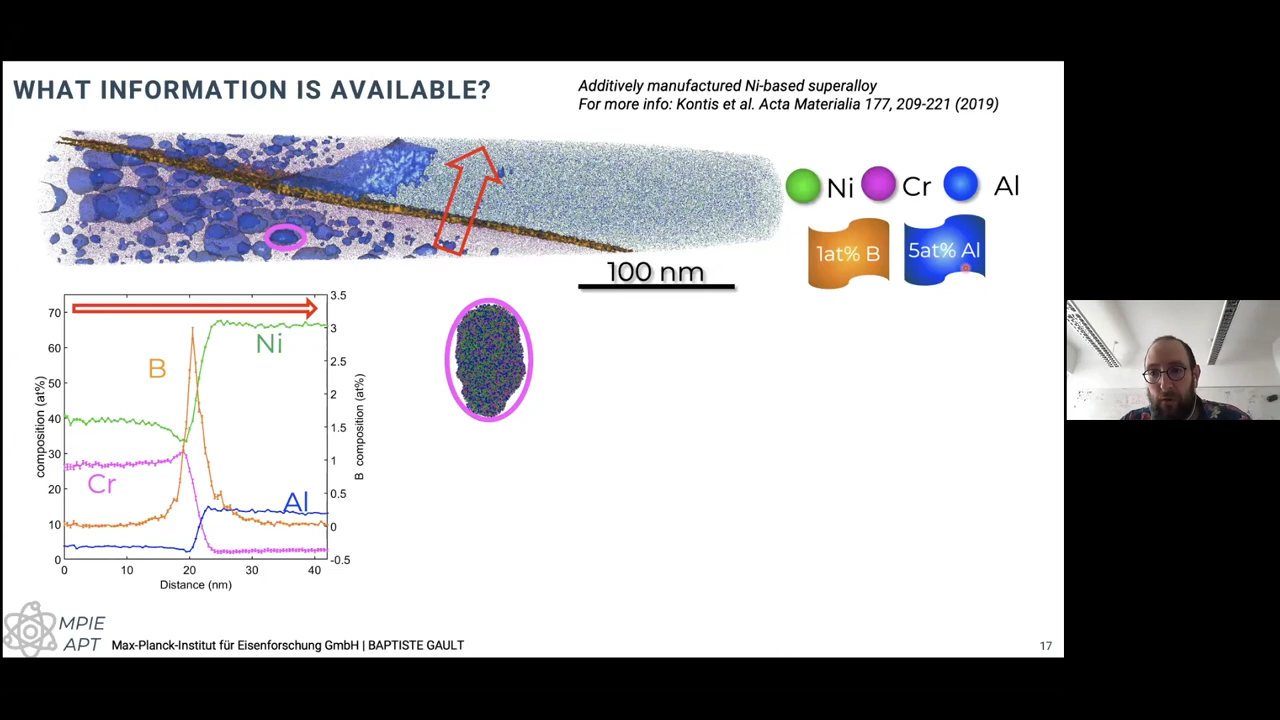 WHAT INFORMATION IS AVAILABLE?
Additively manufactured Ni-based superalloy
For more info: Kontis et al. Acta Materialia 177, 209-221 (2019)
Ni Cr Al
1at% B 5at% Al
100 nm
70
60
50
40
30
20
10
0
composition (at%)
3.5
3
2.5
2
1.5
1
0.5
0
-0.5
B composition (at%)
B
Ni
Cr
Al
0 10 20 30 40
Distance (nm)
MPIE
APT
Max-Planck-Institut für Eisenforschung GmbH | BAPTISTE GAULT
17